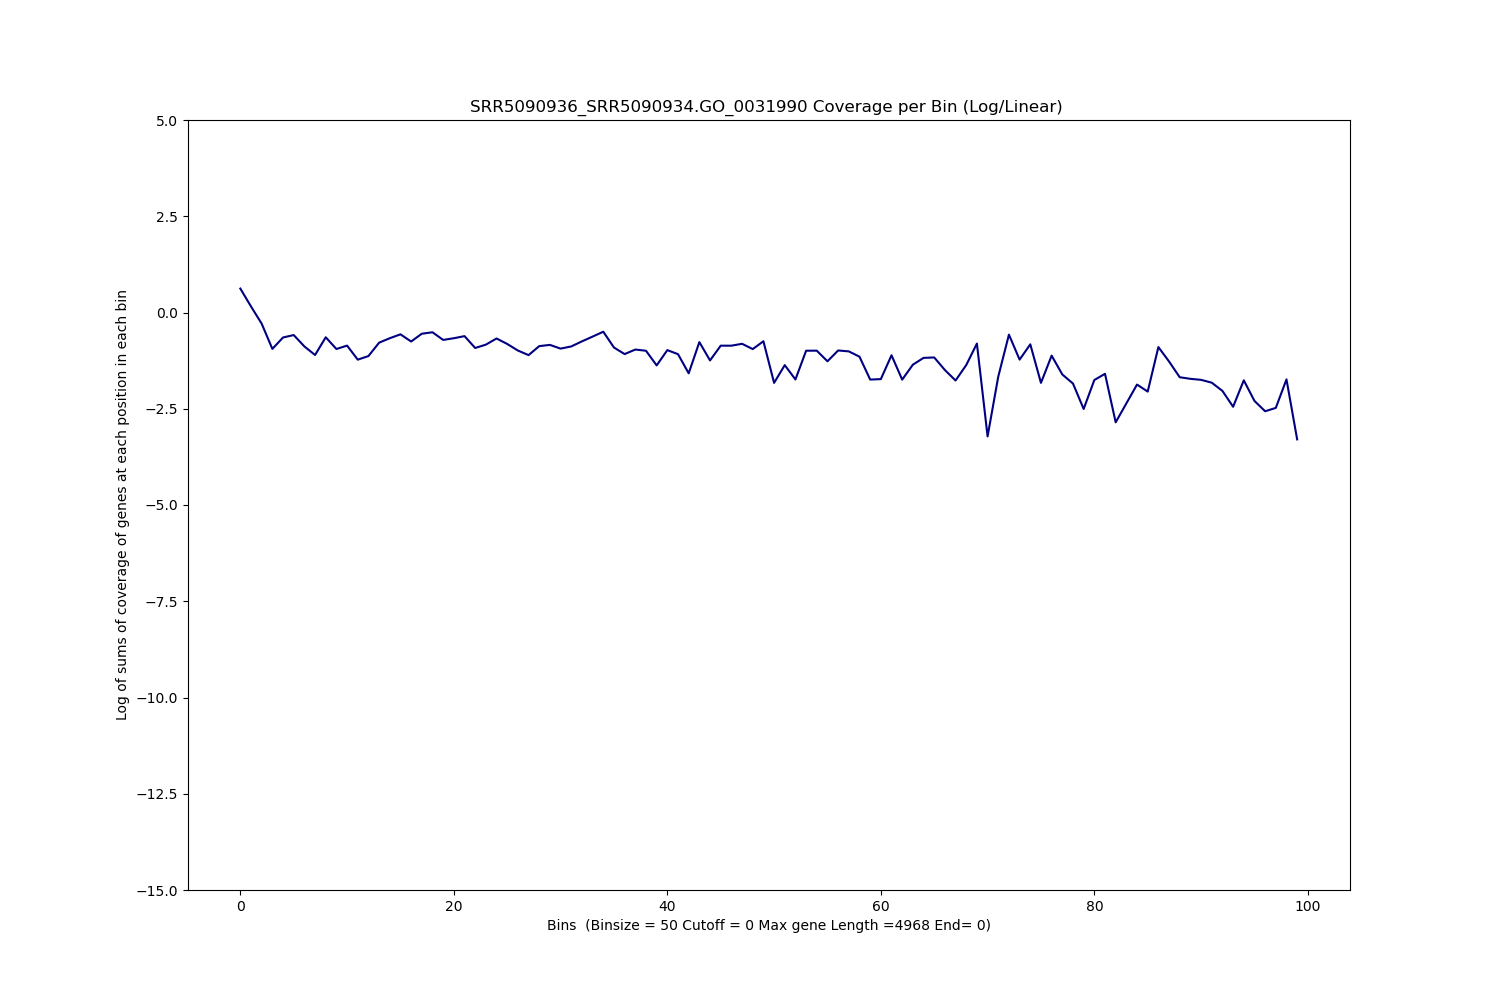 SRR5090936_SRR5090934.GO_0031990 Coverage per Bin (Log/Linear)
Log of sums of coverage of genes at each position in each bin
5.0
2.5
0.0
−2.5
−5.0
−7.5
−10.0
−12.5
−15.0
0 20 40 60 80 100
Bins  (Binsize = 50 Cutoff = 0 Max gene Length =4968 End= 0)